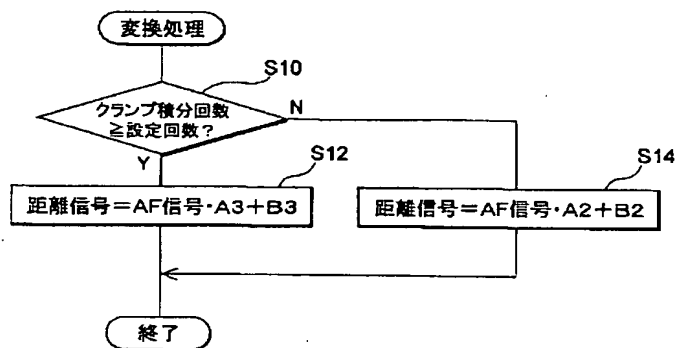 変換処理
S10
クランプ積分回数
≧設定回数?
N
Y
S12
距離信号=AF信号・A3+B3
S14
距離信号=AF信号・A2+B2
終了